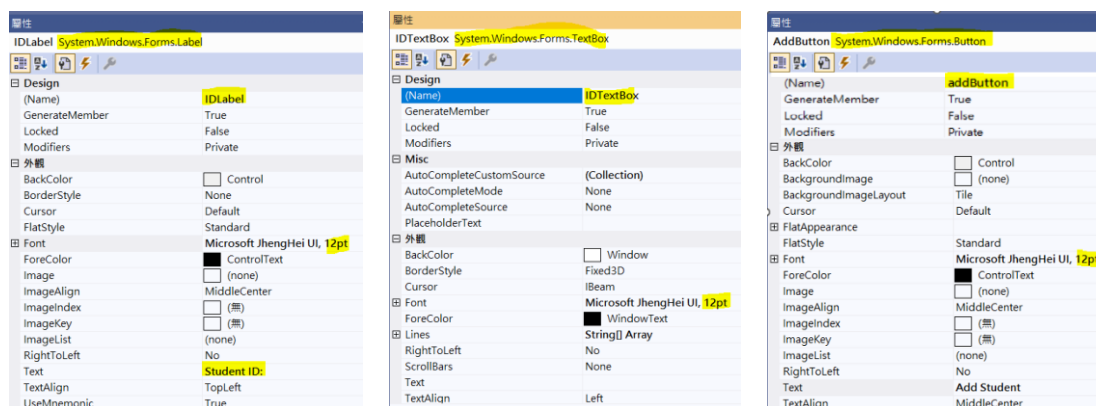 屬性
IDLabel System.Windows.Forms.Label
Design
(Name) IDLabel
GenerateMember True
Locked False
Modifiers Private
外觀
BackColor Control
BorderStyle None
Cursor Default
FlatStyle Standard
Font Microsoft JhengHei UI, 12pt
ForeColor ControlText
Image (none)
ImageAlign MiddleCenter
ImageIndex (無)
ImageKey (無)
ImageList (none)
RightToLeft No
Text Student ID:
TextAlign TopLeft
UseMnemonic True
屬性
IDTextBox System.Windows.Forms.TextBox
Design
(Name) IDTextBox
GenerateMember True
Locked False
Modifiers Private
Misc
AutoCompleteCustomSource (Collection)
AutoCompleteMode None
AutoCompleteSource None
PlaceholderText
外觀
BackColor Window
BorderStyle Fixed3D
Cursor IBeam
Font Microsoft JhengHei UI, 12pt
ForeColor WindowText
Lines String[] Array
RightToLeft No
ScrollBars None
Text
TextAlign Left
屬性
AddButton System.Windows.Forms.Button
(Name) addButton
GenerateMember True
Locked False
Modifiers Private
外觀
BackColor Control
BackgroundImage (none)
BackgroundImageLayout Tile
Cursor Default
FlatAppearance
FlatStyle Standard
Font Microsoft JhengHei UI, 12pt
ForeColor ControlText
Image (none)
ImageAlign MiddleCenter
ImageIndex (無)
ImageKey (無)
ImageList (none)
RightToLeft No
Text Add Student
TextAlign MiddleCenter